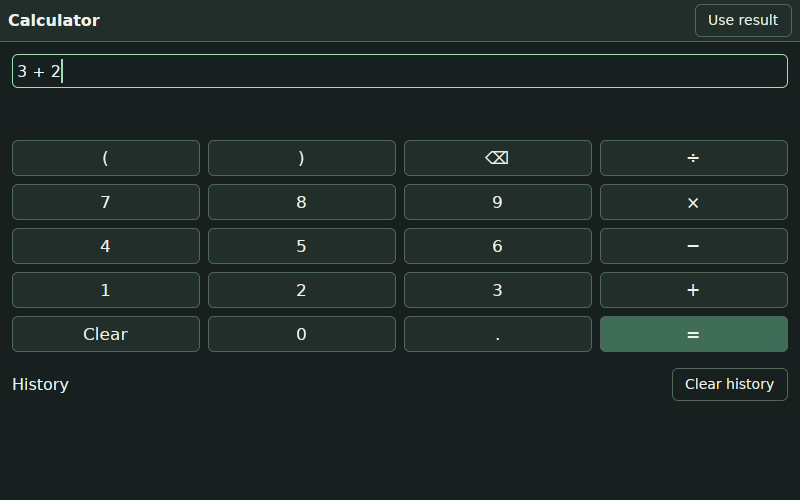 Calculator Use result
3 + 2
( ) ⌫ ÷
7 8 9 ×
4 5 6 −
1 2 3 +
Clear 0 . =
History Clear history